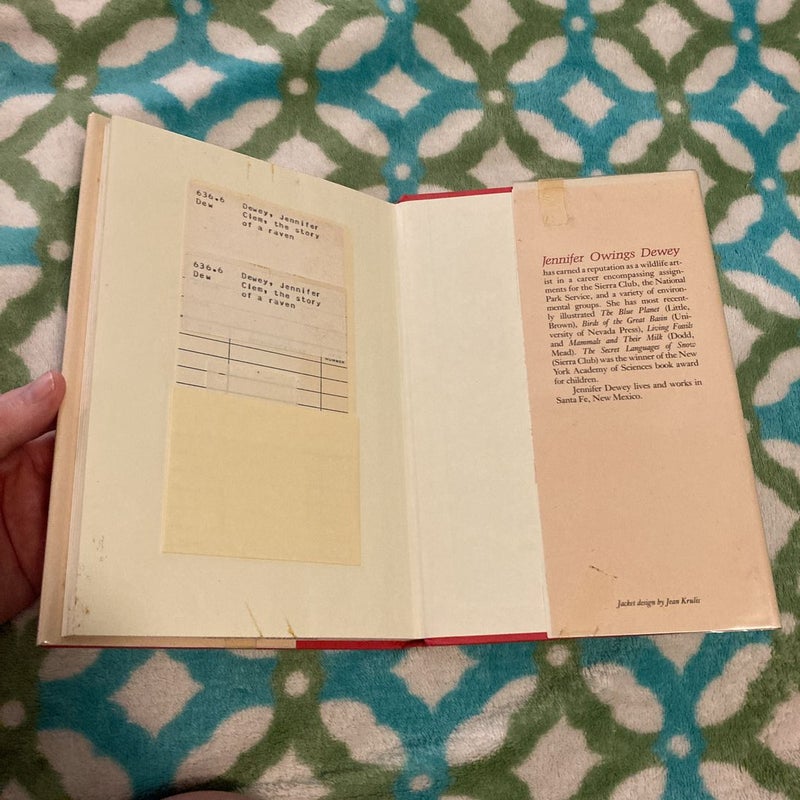 636.6 Dewey, Jennifer
Dew Clem, the story
of a raven
636.6 Dewey, Jennifer
Dew Clem, the story
of a raven
NUMBER
Jennifer Owings Dewey
has earned a reputation as a wildlife art-
ist in a career encompassing assign-
ments for the Sierra Club, the National
Park Service, and a variety of environ-
mental groups. She has most recent-
ly illustrated The Blue Planet (Little,
Brown), Birds of the Great Basin (Uni-
versity of Nevada Press), Living Fossils
and Mammals and Their Milk (Dodd,
Mead). The Secret Languages of Snow
(Sierra Club) was the winner of the New
York Academy of Sciences book award
for children.
Jennifer Dewey lives and works in
Santa Fe, New Mexico.
Jacket design by Jean Krulis